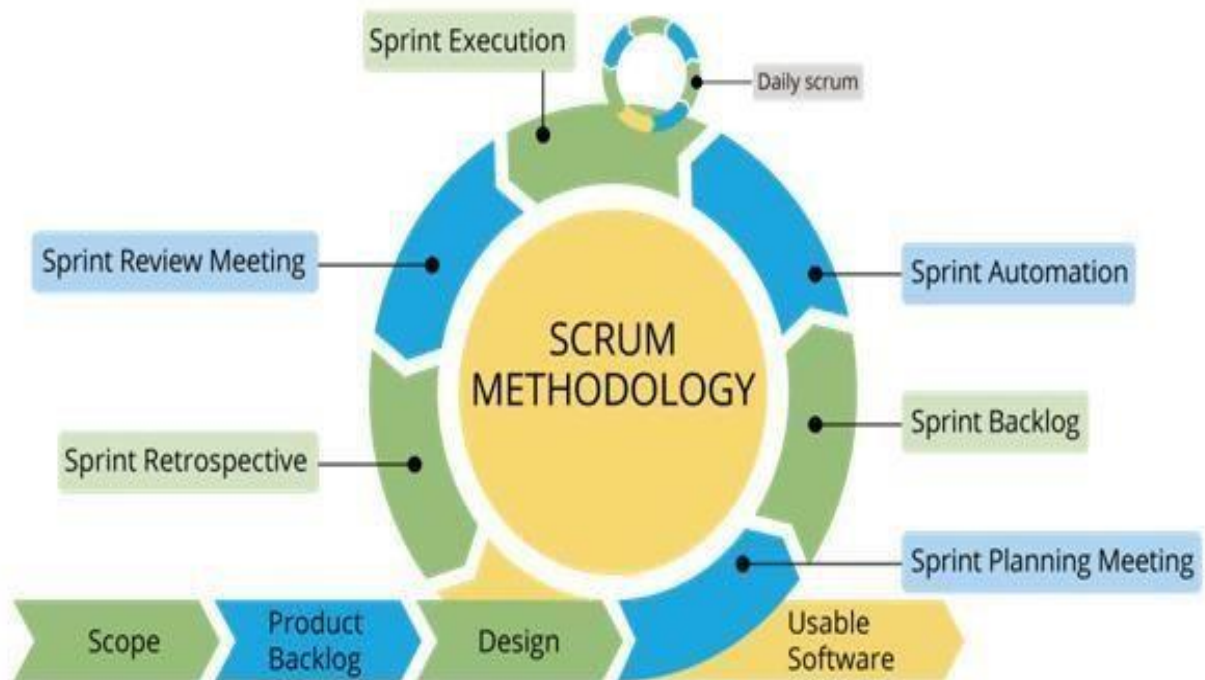 Sprint Execution
Daily scrum
Sprint Review Meeting
Sprint Automation
SCRUM
METHODOLOGY
Sprint Backlog
Sprint Retrospective
Sprint Planning Meeting
Scope
Product
Backlog
Design
Usable
Software